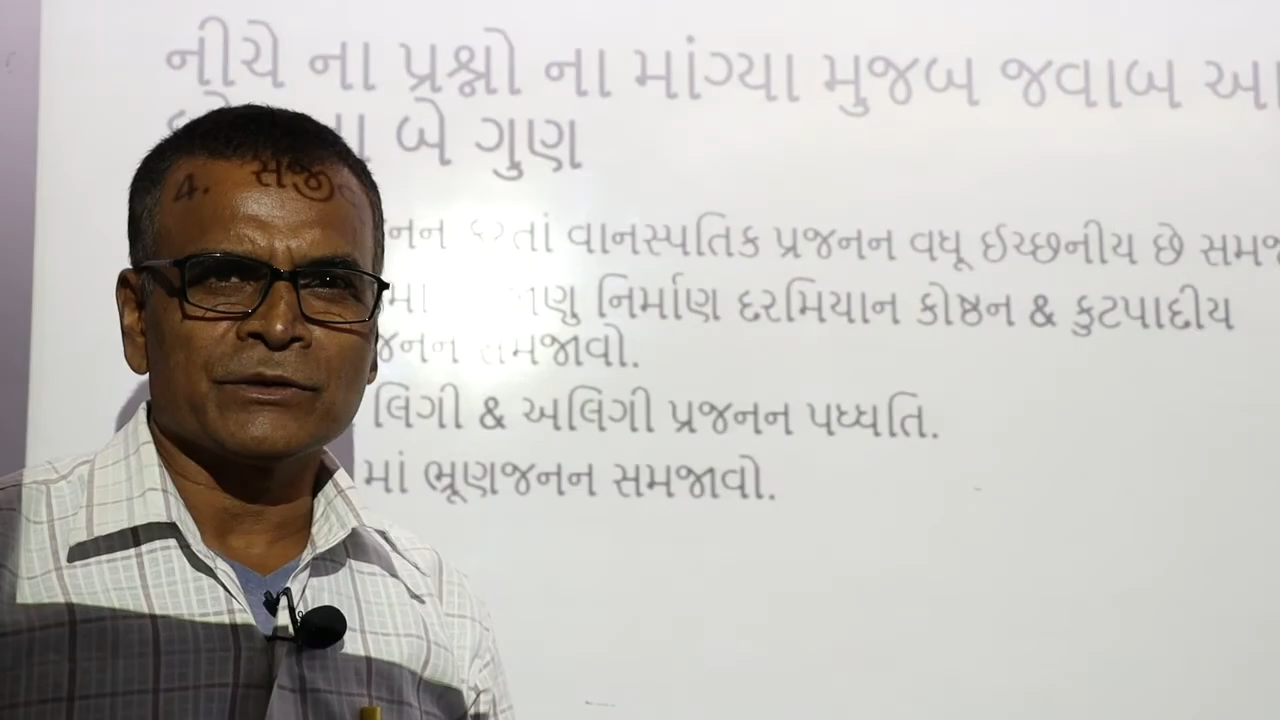 નીચે ના પ્રશ્નો ના માંગ્યા મુજબ જવાબ
બે ગુણ
4.
વાનસ્પતિક પ્રજનન વધૂ ઈચ્છનીય છે
નિર્માણ દરમિયાન કોષ્ઠન & કુટપાદીય
સમજાવો.
લિંગી & અલિંગી પ્રજનન પધ્ધતિ.
માં ભ્રૂણજનન સમજાવો.